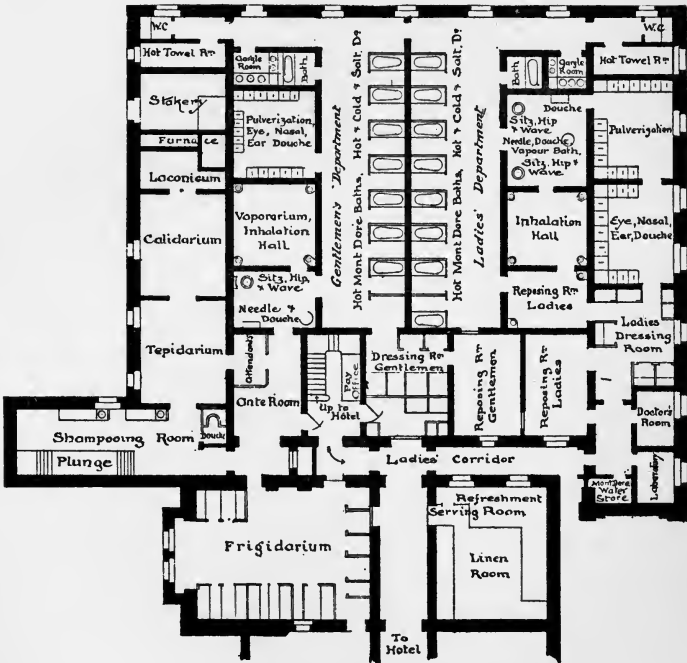 W.C
Hot Towel Rm
Stokery
Furnace
Laconicum
Calidarium
Tepidarium
Shampooing Room
Plunge
Douche
Gargle
Room
Bath
Pulverization,
Eye, Nasal,
Ear Douche
Vaporarium,
Inhalation
Hall
Sitz, Hip,
& Wave
Needle &
Douche
Attendants
Ante Room
Gentlemen's Department
Hot Mont Dore Baths, Hot & Cold & Salt, Do
Ladies' Department
Hot Mont Dore Baths, Hot & Cold & Salt, Do
Up to
Hotel
Pay
Office
Dressing Rm
Gentlemen
Reposing Rm
Gentlemen
Reposing Rm
Ladies
Bath
Gargle
Room
Douche
Sitz, Hip
& Wave
Needle, Douche,
Vapour Bath,
Sitz, Hip &
Wave
Inhalation
Hall
Reposing Rm
Ladies
W.C
Hot Towel Rm
Pulverization
Eye, Nasal,
Ear, Douche
Ladies
Dressing
Room
Doctor's
Room
Laboratory
Mont Dore
Water
Store
Ladies' Corridor
Refreshment
Serving Room
Linen
Room
Frigidarium
To
Hotel